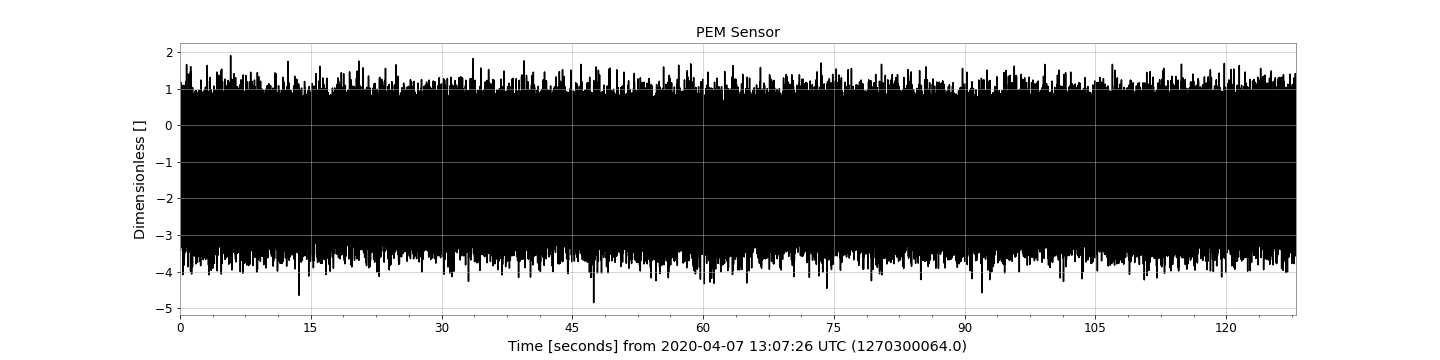 PEM Sensor
2
1
0
−1
−2
−3
−4
−5
Dimensionless []
0 15 30 45 60 75 90 105 120
Time [seconds] from 2020-04-07 13:07:26 UTC (1270300064.0)